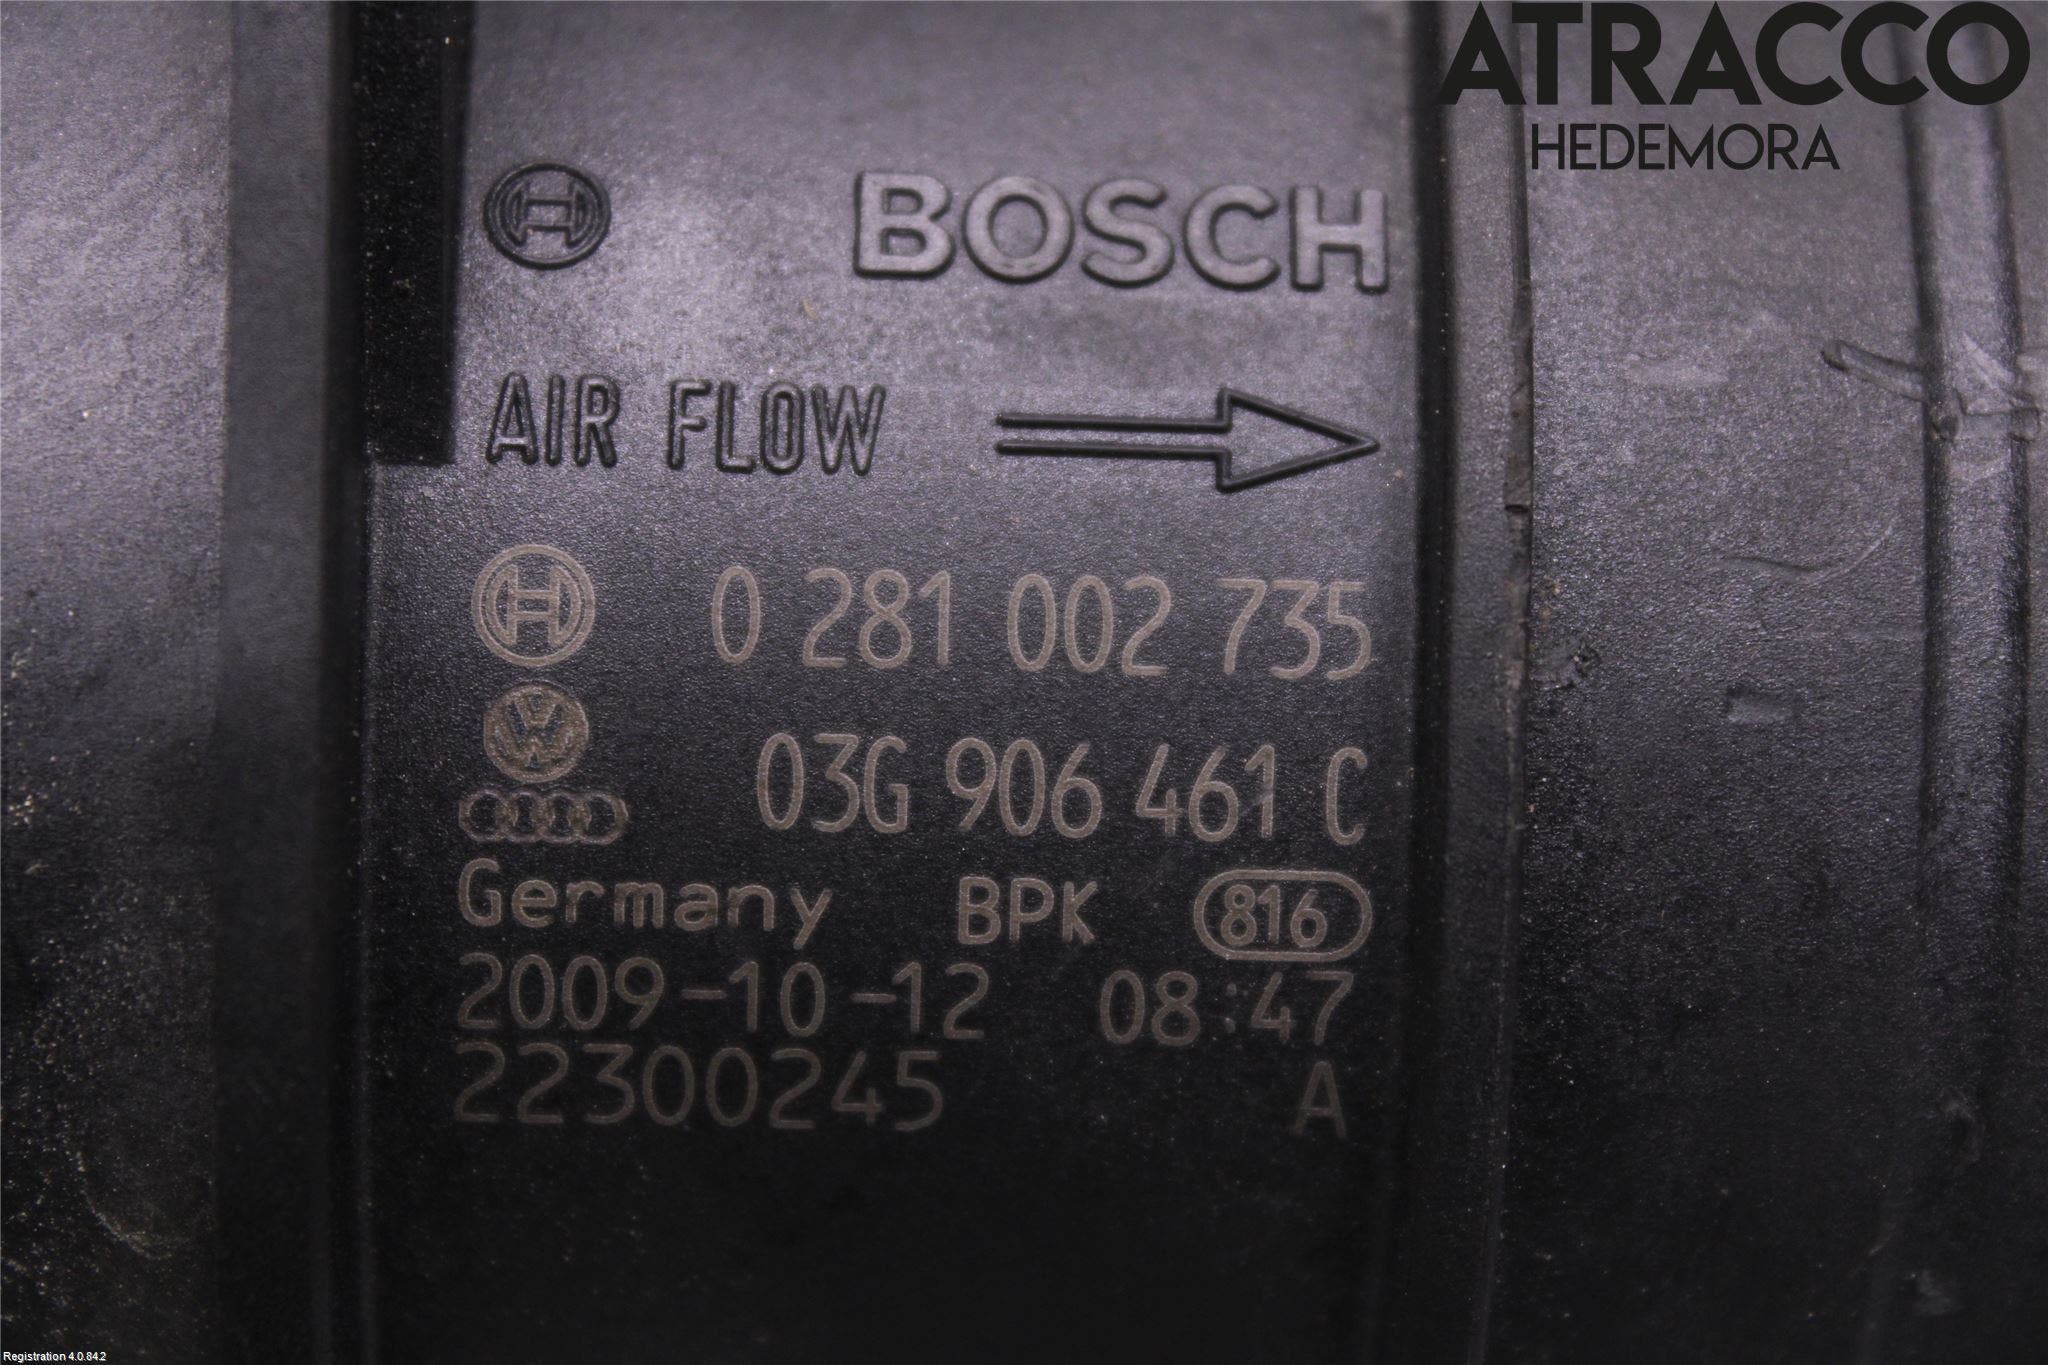 ATRACCO
HEDEMORA
BOSCH
AIR FLOW
0 281 002 735
03G 906 461 C
Germany BPK 816
2009-10-12 08:47
22300245 A
Registration 4.0.84.2